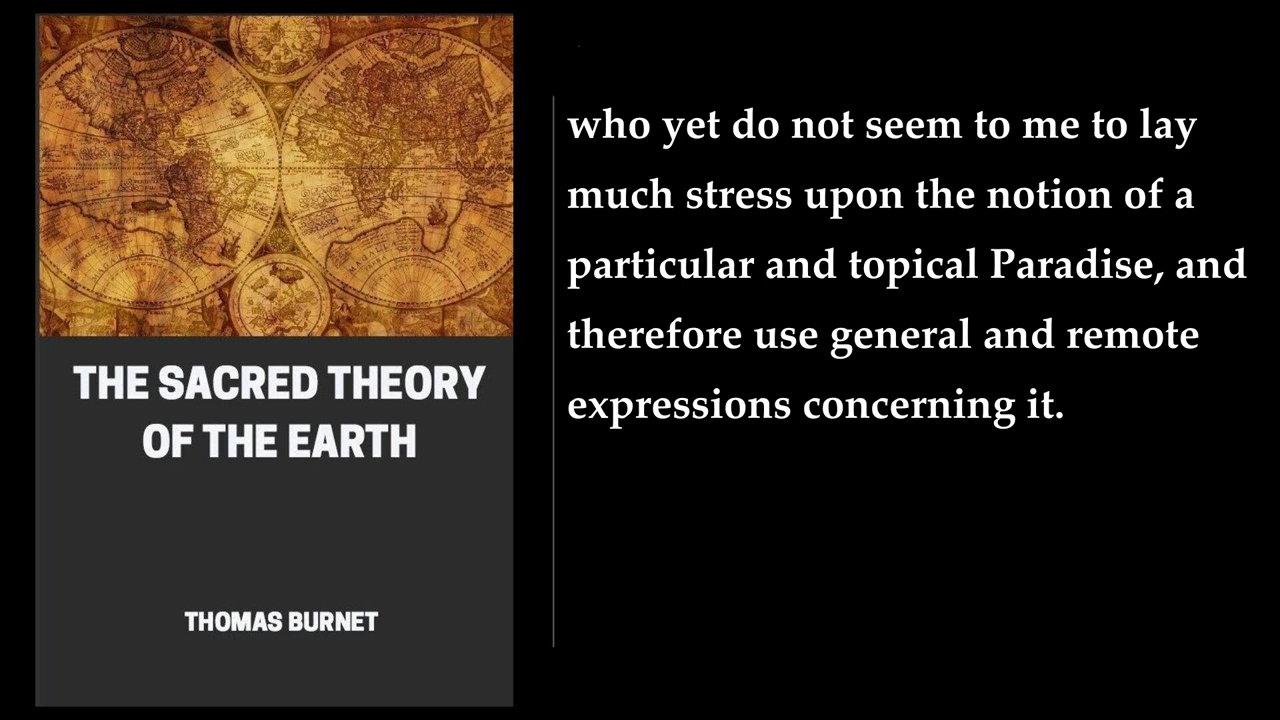 THE SACRED THEORY
OF THE EARTH
THOMAS BURNET
who yet do not seem to me to lay
much stress upon the notion of a
particular and topical Paradise, and
therefore use general and remote
expressions concerning it.